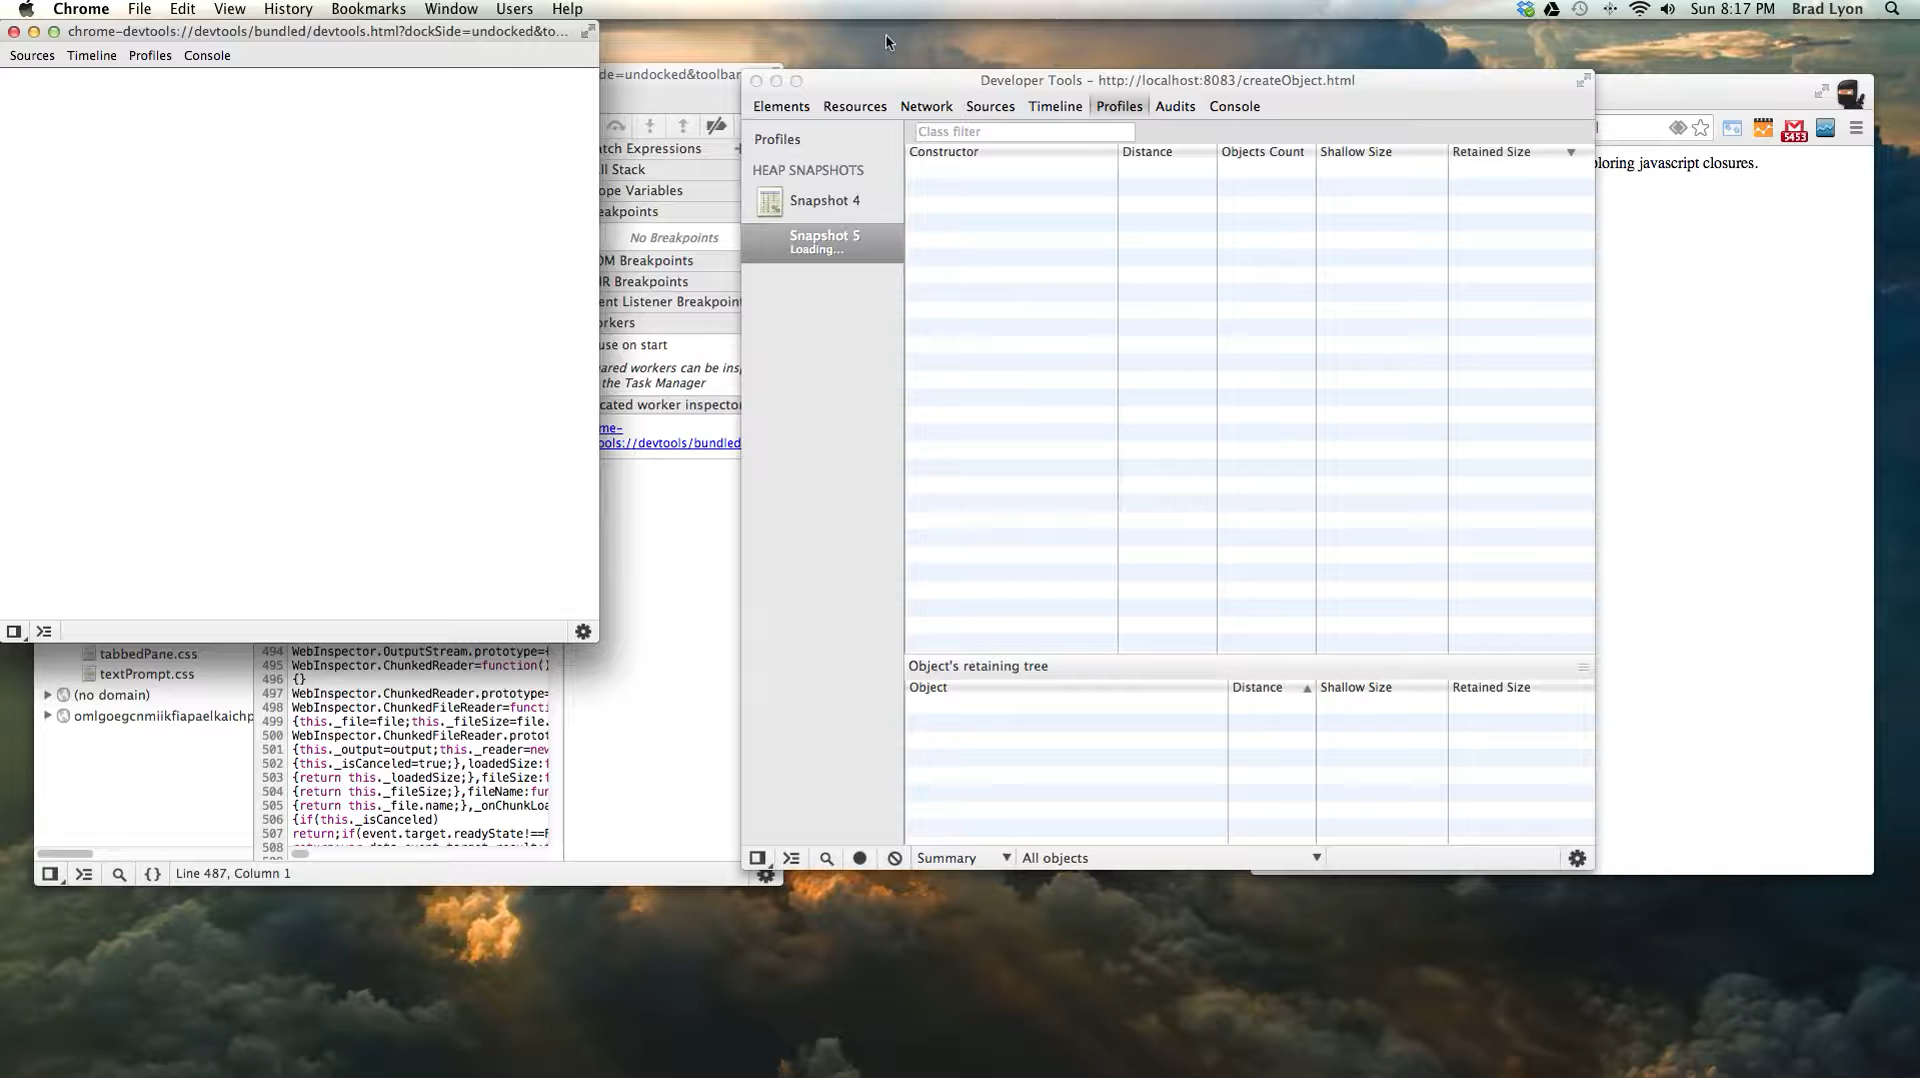 Chrome File Edit View History Bookmarks Window Users Help
Sun 8:17 PM Brad Lyon
chrome-devtools://devtools/bundled/devtools.html?dockSide=undocked&to...
Sources Timeline Profiles Console
de=undocked&toolbar
atch Expressions
ll Stack
ope Variables
eakpoints
No Breakpoints
OM Breakpoints
R Breakpoints
ent Listener Breakpoint
orkers
use on start
ared workers can be insp
the Task Manager
cated worker inspector
me-
ools://devtools/bundled
tabbedPane.css
textPrompt.css
(no domain)
omlgoegcnmiikfiapaelkaichp
494 WebInspector.OutputStream.prototype={
495 WebInspector.ChunkedReader=function()
496 {}
497 WebInspector.ChunkedReader.prototype=
498 WebInspector.ChunkedFileReader=functi
499 {this._file=file;this._fileSize=file.
500 WebInspector.ChunkedFileReader.protot
501 {this._output=output;this._reader=new
502 {this._isCanceled=true;},loadedSize:f
503 {return this._loadedSize;},fileSize:f
504 {return this._fileSize;},fileName:fun
505 {return this._file.name;},_onChunkLoa
506 {if(this._isCanceled)
507 return;if(event.target.readyState!==F
508
Line 487, Column 1
Developer Tools - http://localhost:8083/createObject.html
Elements Resources Network Sources Timeline Profiles Audits Console
Profiles
HEAP SNAPSHOTS
Snapshot 4
Snapshot 5
Loading...
Class filter
Constructor Distance Objects Count Shallow Size Retained Size
Object's retaining tree
Object Distance Shallow Size Retained Size
Summary All objects
5453
loring javascript closures.